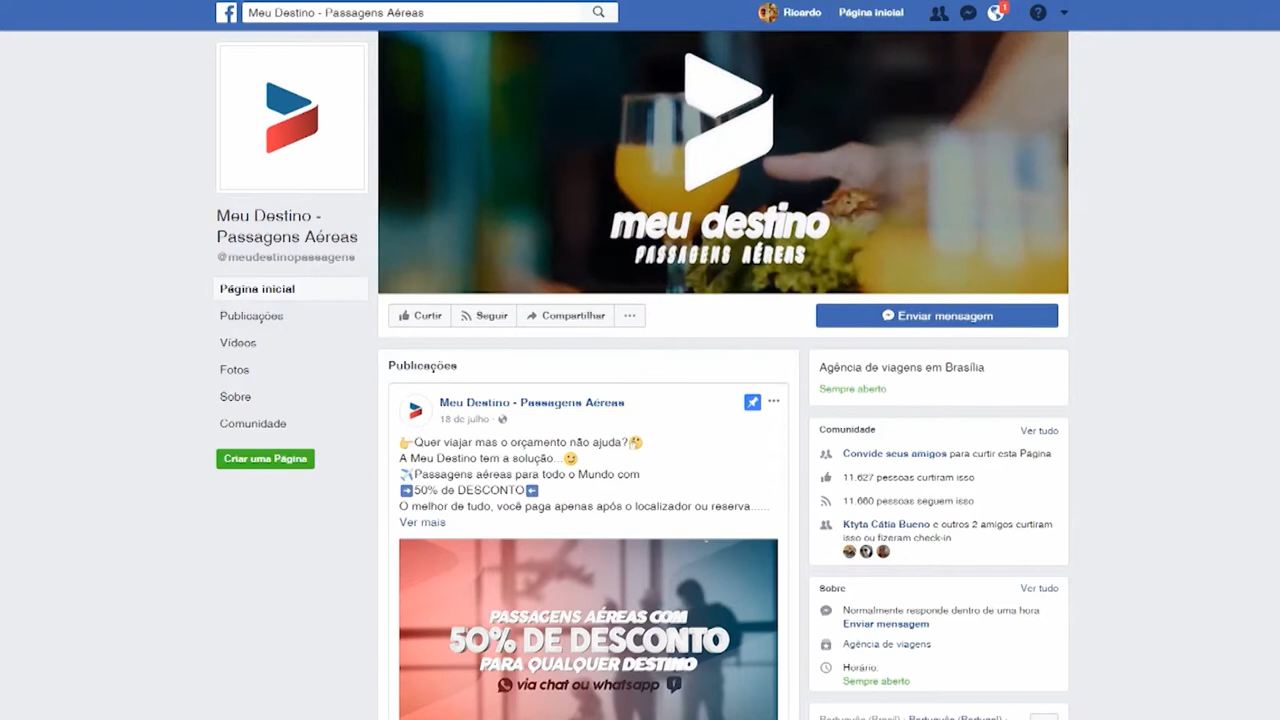 Meu Destino - Passagens Aéreas
Ricardo
Página inicial
1
meu destino
PASSAGENS AÉREAS
Meu Destino -
Passagens Aéreas
@meudestinopassagens
Página inicial
Publicações
Vídeos
Fotos
Sobre
Comunidade
Criar uma Página
Curtir
Seguir
Compartilhar
Enviar mensagem
Publicações
Meu Destino - Passagens Aéreas
18 de julho
👉Quer viajar mas o orçamento não ajuda?🤔
A Meu Destino tem a solução...😉
✈️Passagens aéreas para todo o Mundo com
➡️50% de DESCONTO⬅️
O melhor de tudo, você paga apenas após o localizador ou reserva......
Ver mais
PASSAGENS AÉREAS COM
50% DE DESCONTO
PARA QUALQUER DESTINO
via chat ou whatsapp
Agência de viagens em Brasília
Sempre aberto
Comunidade
Ver tudo
Convide seus amigos para curtir esta Página
11.627 pessoas curtiram isso
11.660 pessoas seguem isso
Ktyta Cátia Bueno e outros 2 amigos curtiram
isso ou fizeram check-in
Sobre
Ver tudo
Normalmente responde dentro de uma hora
Enviar mensagem
Agência de viagens
Horário:
Sempre aberto
Português (Brasil) · Português (Portugal) ·